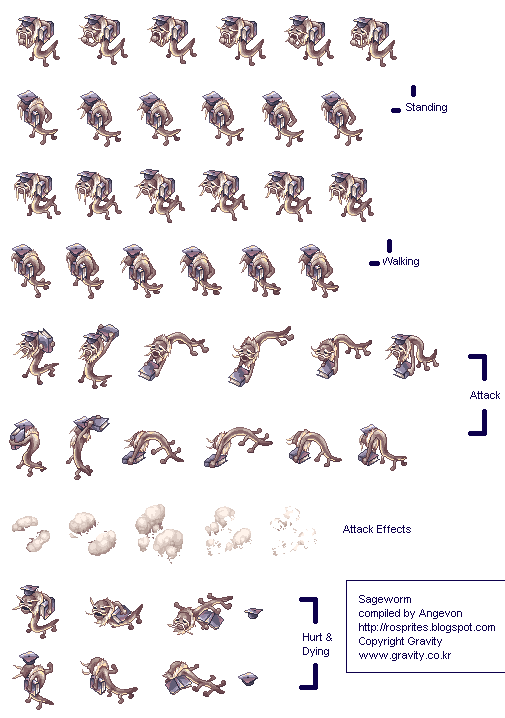 Standing
Walking
Attack
Attack Effects
Hurt &
Dying
Sageworm
compiled by Angevon
http://rosprites.blogspot.com
Copyright Gravity
www.gravity.co.kr